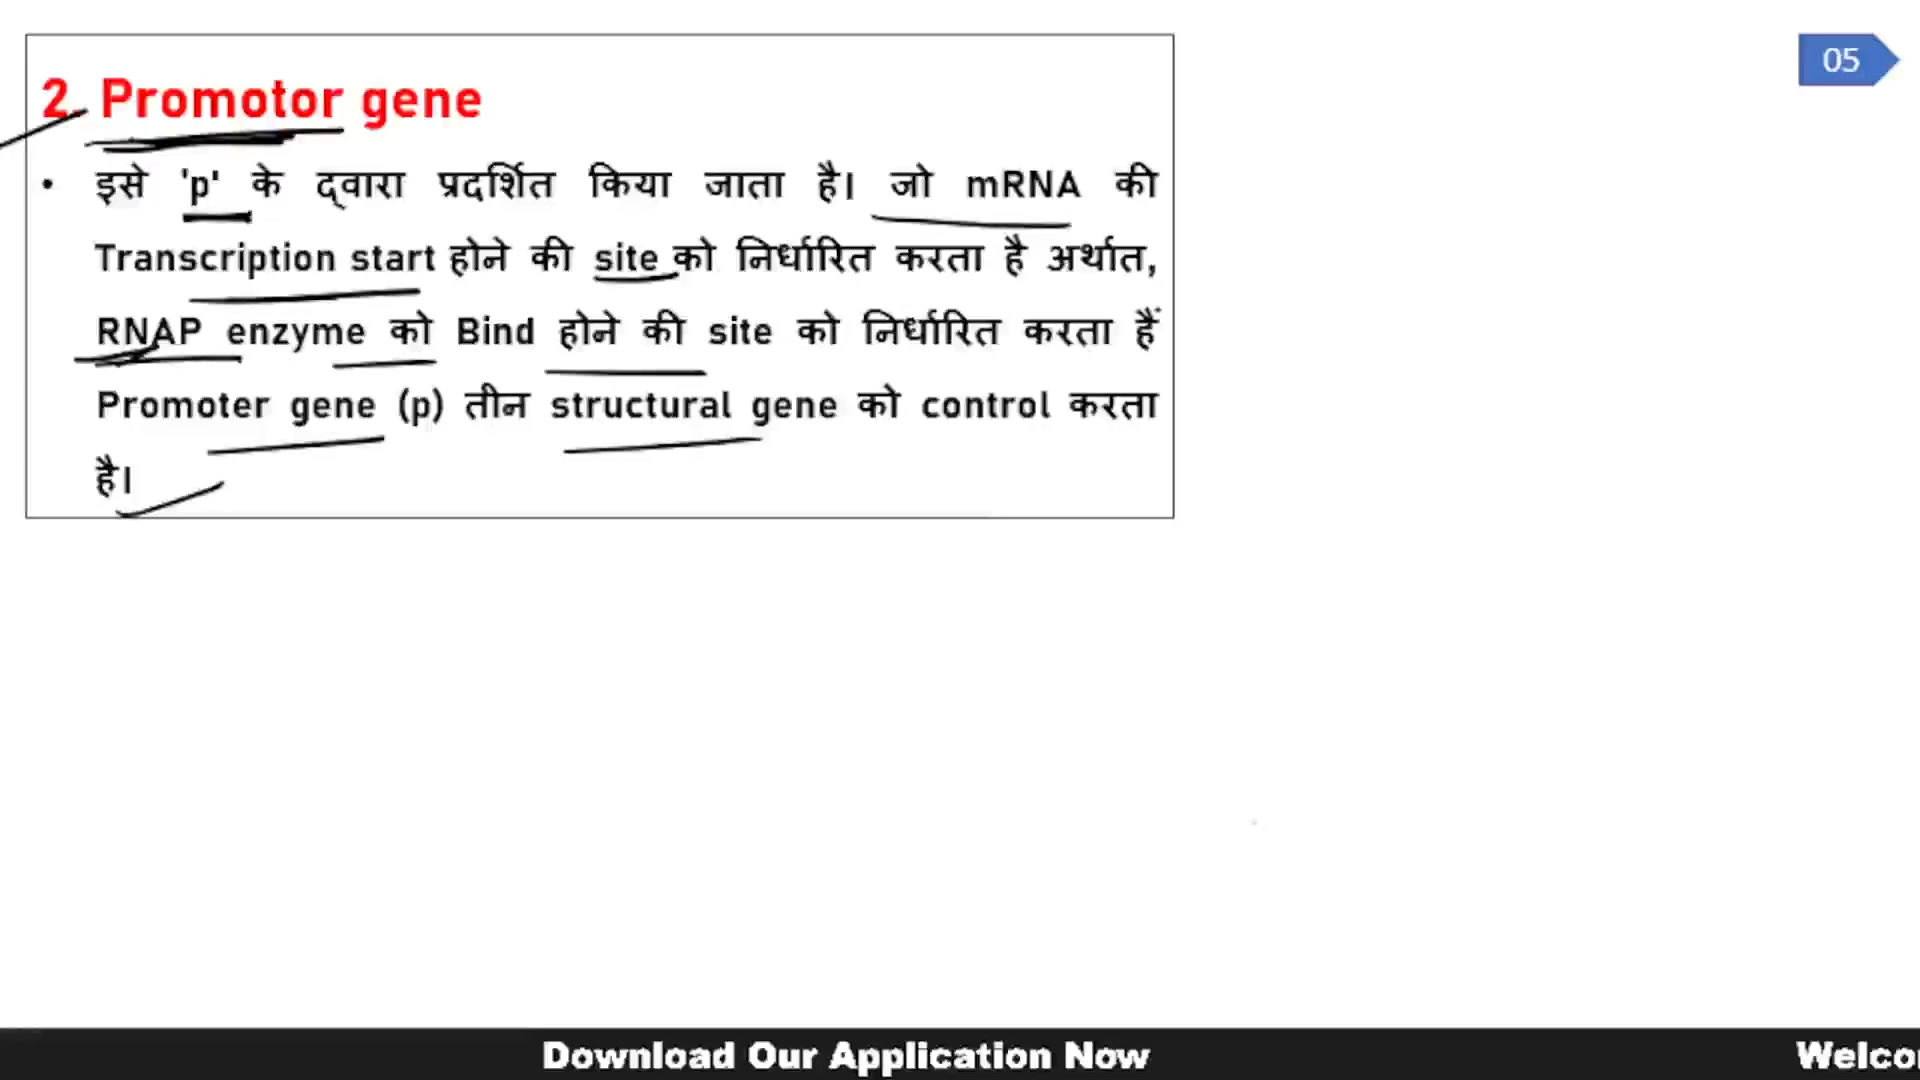 05
2. Promotor gene
• इसे 'p' के द्वारा प्रदर्शित किया जाता है। जो mRNA की
Transcription start होने की site को निर्धारित करता है अर्थात,
RNAP enzyme को Bind होने की site को निर्धारित करता हैं
Promoter gene (p) तीन structural gene को control करता
है।
Download Our Application Now
Welco